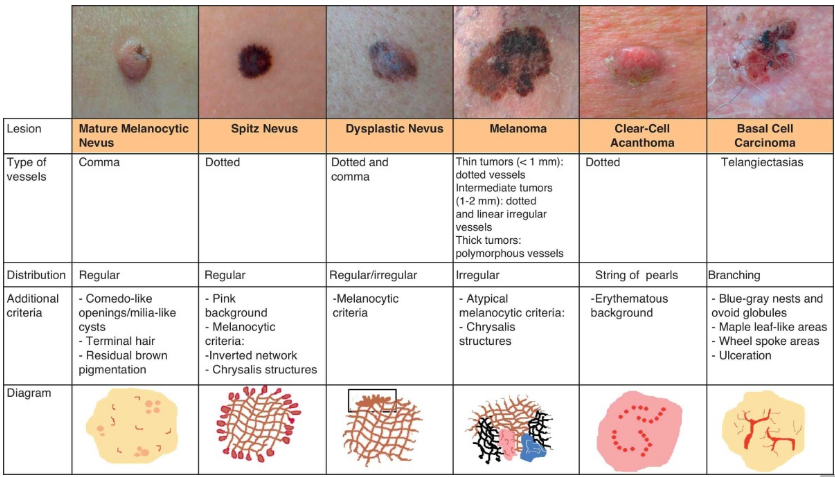 Lesion
Mature Melanocytic
Nevus
Spitz Nevus
Dysplastic Nevus
Melanoma
Clear-Cell
Acanthoma
Basal Cell
Carcinoma
Type of
vessels
Comma
Dotted
Dotted and
comma
Thin tumors (< 1 mm):
dotted vessels
Intermediate tumors
(1-2 mm): dotted
and linear irregular
vessels
Thick tumors:
polymorphous vessels
Dotted
Telangiectasias
Distribution
Regular
Regular
Regular/irregular
Irregular
String of pearls
Branching
Additional
criteria
- Comedo-like
openings/milia-like
cysts
- Terminal hair
- Residual brown
pigmentation
- Pink
background
- Melanocytic
criteria:
-Inverted network
- Chrysalis structures
-Melanocytic
criteria
- Atypical
melanocytic criteria:
- Chrysalis
structures
-Erythematous
background
- Blue-gray nests and
ovoid globules
- Maple leaf-like areas
- Wheel spoke areas
- Ulceration
Diagram